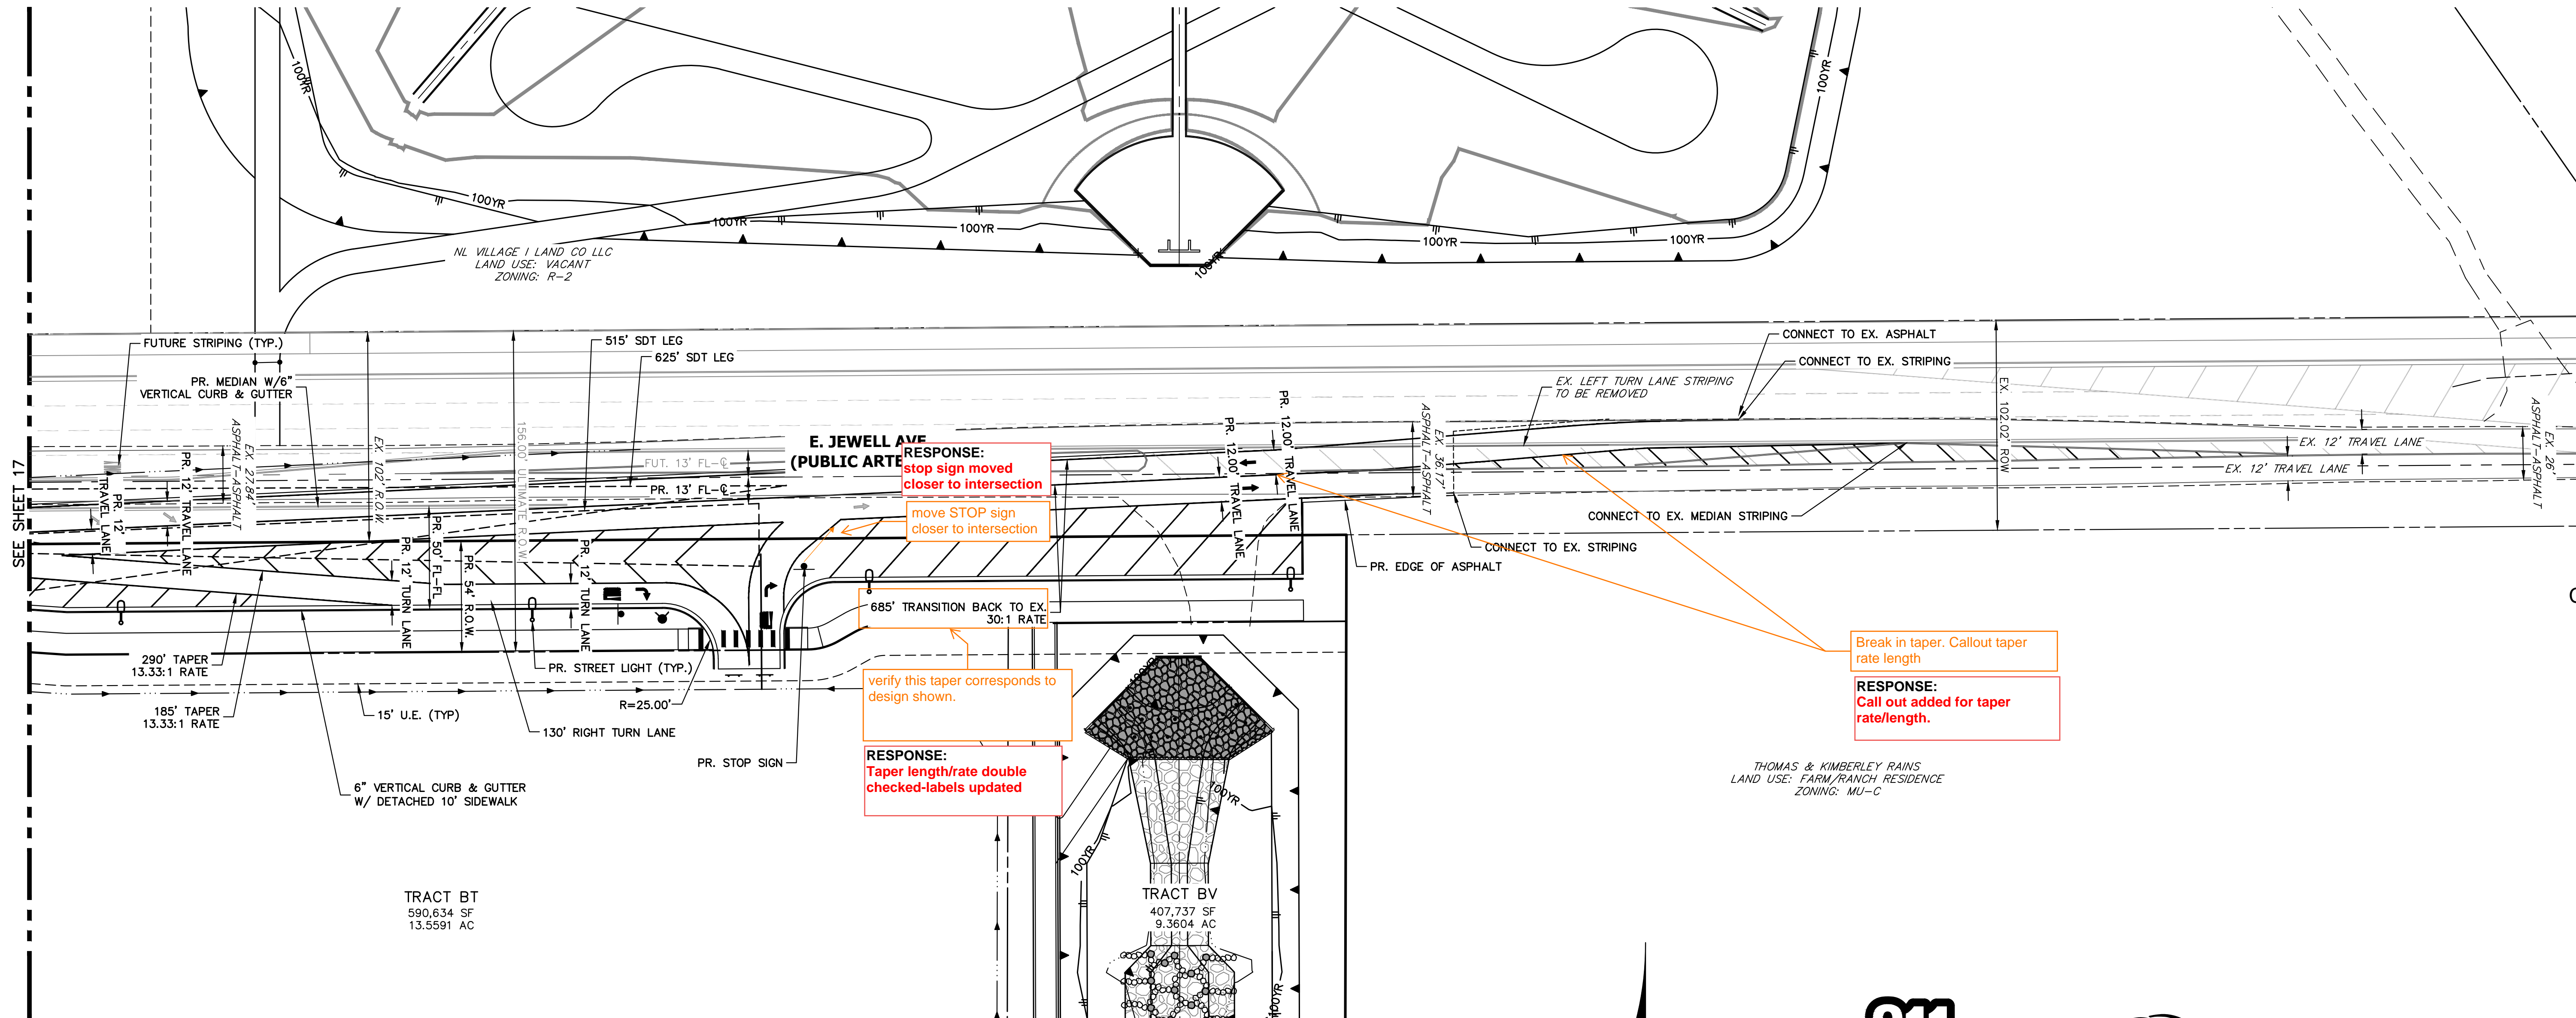 100YR
100YR
100YR
100YR
100YR
100YR
100YR
100YR
NL VILLAGE I LAND CO LLC
LAND USE: VACANT
ZONING: R-2
SEE SHEET 17
FUTURE STRIPING (TYP.)
PR. MEDIAN W/6"
VERTICAL CURB & GUTTER
515' SDT LEG
625' SDT LEG
EX. 27.84'
ASPHALT-ASPHALT
EX. 102' R.O.W.
156.00' ULTIMATE R.O.W.
PR. 12'
TRAVEL LANE
PR. 12' TRAVEL LANE
FUT. 13' FL-℄
PR. 13' FL-℄
E. JEWELL AVE
(PUBLIC ARTE
RESPONSE:
stop sign moved
closer to intersection
move STOP sign
closer to intersection
PR. 12.00' TRAVEL LANE
PR. 12.00' TRAVEL LANE
EX. 36.17'
ASPHALT-ASPHALT
EX. LEFT TURN LANE STRIPING
TO BE REMOVED
CONNECT TO EX. ASPHALT
CONNECT TO EX. STRIPING
EX. 102.02' ROW
EX. 12' TRAVEL LANE
EX. 12' TRAVEL LANE
EX. 26'
ASPHALT-ASPHALT
CONNECT TO EX. MEDIAN STRIPING
CONNECT TO EX. STRIPING
PR. EDGE OF ASPHALT
PR. 12' TURN LANE
PR. 50' FL-FL
PR. 54' R.O.W.
PR. 12' TURN LANE
685' TRANSITION BACK TO EX.
30:1 RATE
290' TAPER
13.33:1 RATE
185' TAPER
13.33:1 RATE
PR. STREET LIGHT (TYP.)
R=25.00'
15' U.E. (TYP)
130' RIGHT TURN LANE
PR. STOP SIGN
6" VERTICAL CURB & GUTTER
W/ DETACHED 10' SIDEWALK
verify this taper corresponds to
design shown.
RESPONSE:
Taper length/rate double
checked-labels updated
Break in taper. Callout taper
rate length
RESPONSE:
Call out added for taper
rate/length.
THOMAS & KIMBERLEY RAINS
LAND USE: FARM/RANCH RESIDENCE
ZONING: MU-C
100YR
100YR
100YR
TRACT BT
590,634 SF
13.5591 AC
TRACT BV
407,737 SF
9.3604 AC